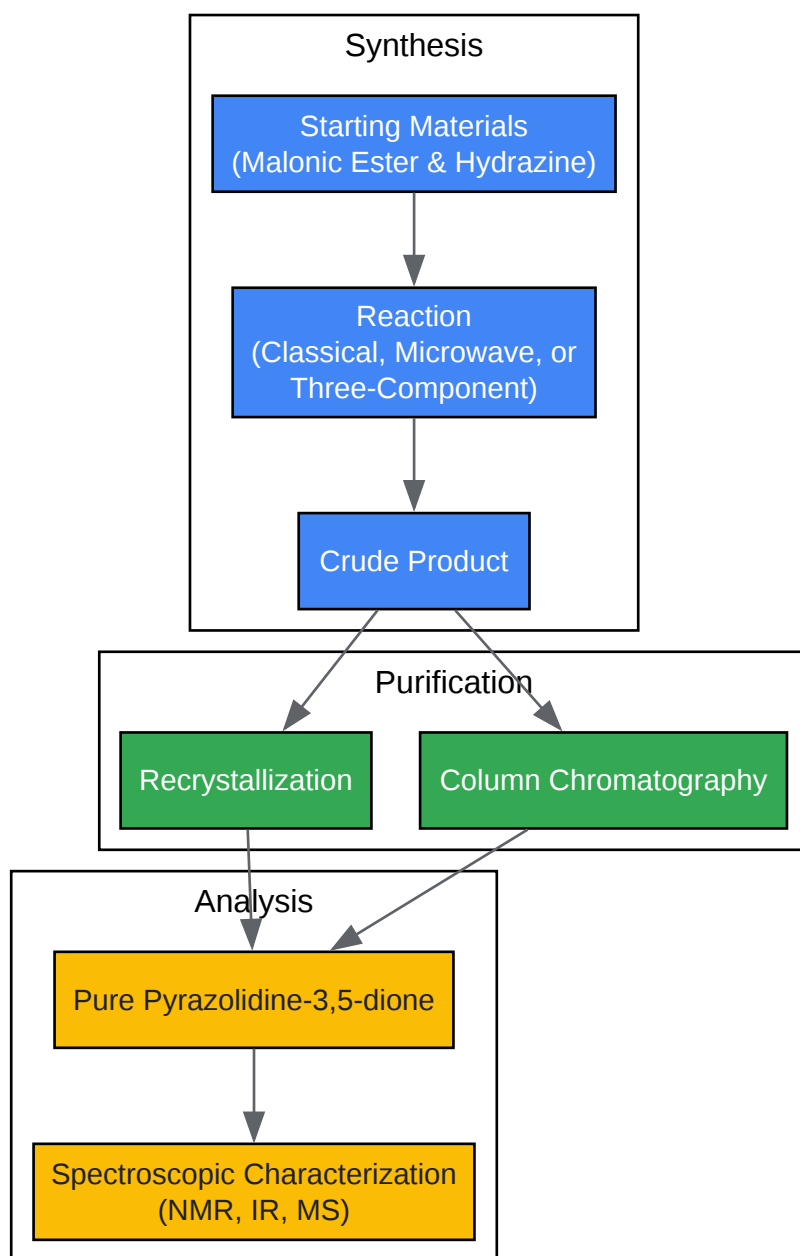 Synthesis
Starting Materials
(Malonic Ester & Hydrazine)
Reaction
(Classical, Microwave, or
Three-Component)
Crude Product
Purification
Recrystallization
Column Chromatography
Analysis
Pure Pyrazolidine-3,5-dione
Spectroscopic Characterization
(NMR, IR, MS)